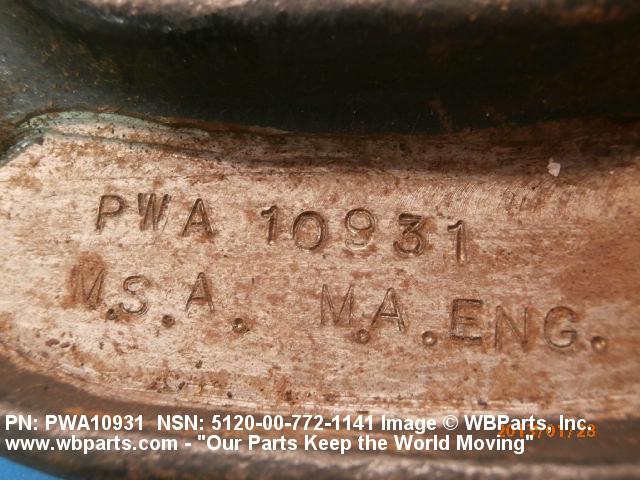 PWA 10931
M.S.A. M.A.ENG.
PN: PWA10931 NSN: 5120-00-772-1141 Image © WBParts, Inc.
www.wbparts.com - "Our Parts Keep the World Moving"